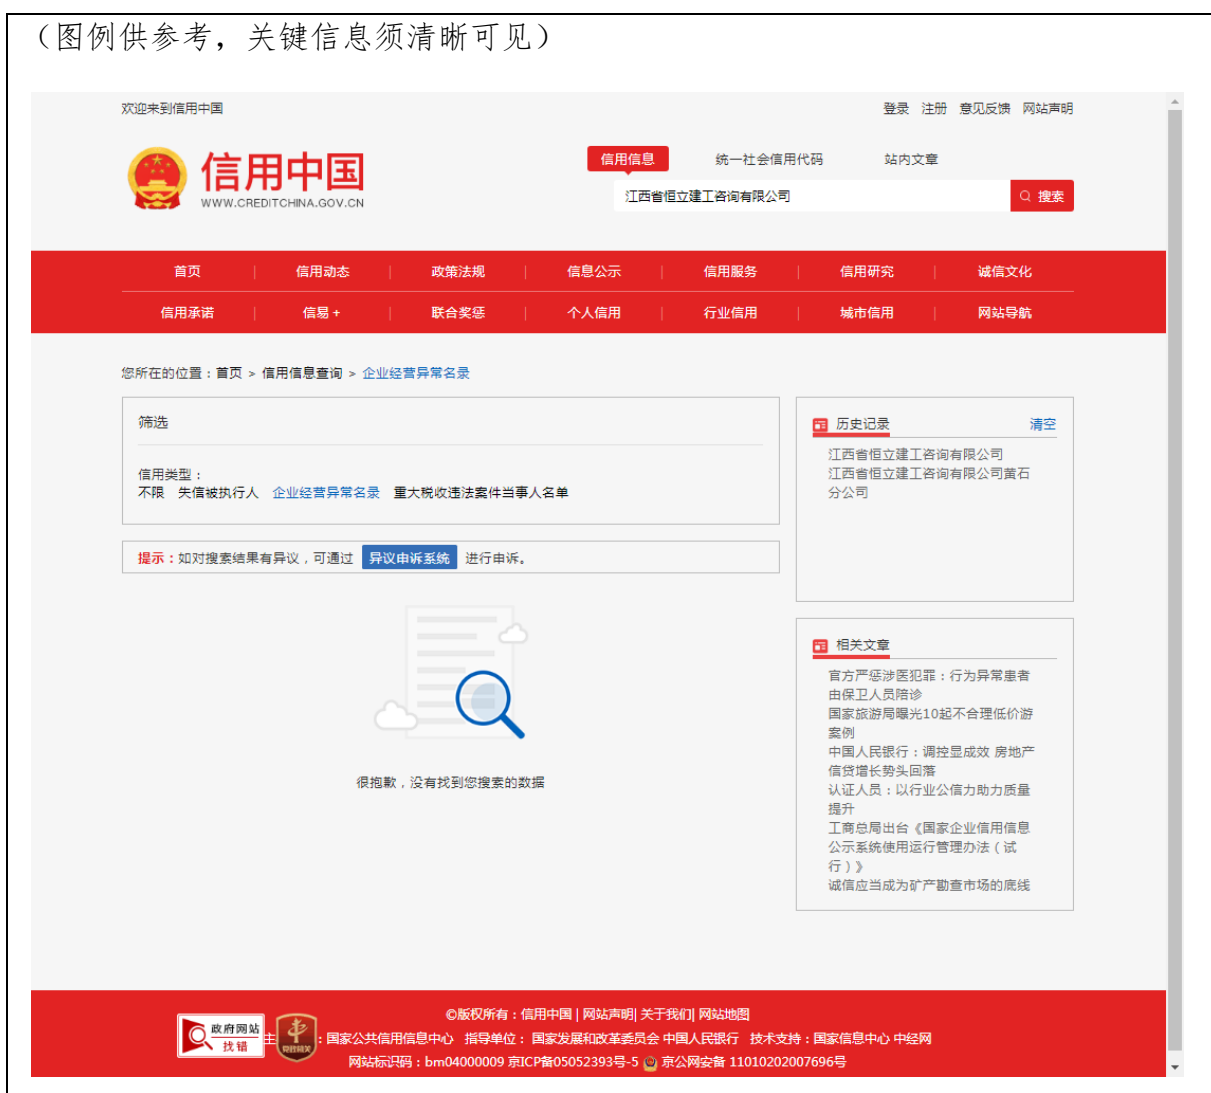 （图例供参考，关键信息须清晰可见）
欢迎来到信用中国
登录 注册 意见反馈 网站声明
信用中国
WWW.CREDITCHINA.GOV.CN
信用信息 统一社会信用代码 站内文章
江西省恒立建工咨询有限公司 搜索
首页 | 信用动态 | 政策法规 | 信息公示 | 信用服务 | 信用研究 | 诚信文化
信用承诺 | 信易 + | 联合奖惩 | 个人信用 | 行业信用 | 城市信用 | 网站导航
您所在的位置：首页 > 信用信息查询 > 企业经营异常名录
筛选
信用类型：
不限 失信被执行人 企业经营异常名录 重大税收违法案件当事人名单
提示：如对搜索结果有异议，可通过 异议申诉系统 进行申诉。
很抱歉，没有找到您搜索的数据
历史记录 清空
江西省恒立建工咨询有限公司
江西省恒立建工咨询有限公司黄石
分公司
相关文章
官方严惩涉医犯罪：行为异常患者
由保卫人员陪诊
国家旅游局曝光10起不合理低价游
案例
中国人民银行：调控显成效 房地产
信贷增长势头回落
认证人员：以行业公信力助力质量
提升
工商总局出台《国家企业信用信息
公示系统使用运行管理办法（试
行）》
诚信应当成为矿产勘查市场的底线
©版权所有：信用中国 | 网站声明| 关于我们| 网站地图
政府网站
找错
主
：国家公共信用信息中心 指导单位：国家发展和改革委员会 中国人民银行 技术支持：国家信息中心 中经网
网站标识码：bm04000009 京ICP备05052393号-5 京公网安备 11010202007696号
党政机关